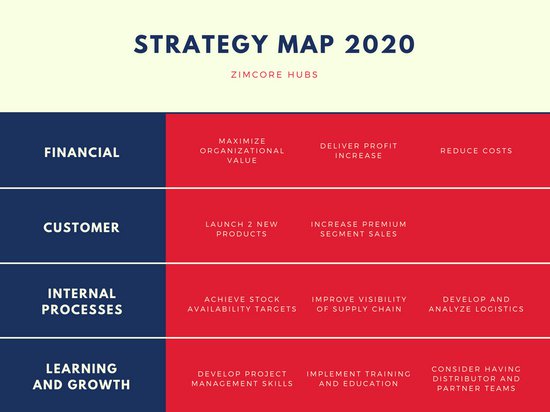 STRATEGY MAP 2020
ZIMCORE HUBS
FINANCIAL
MAXIMIZE
ORGANIZATIONAL
VALUE
DELIVER PROFIT
INCREASE
REDUCE COSTS
CUSTOMER
LAUNCH 2 NEW
PRODUCTS
INCREASE PREMIUM
SEGMENT SALES
INTERNAL
PROCESSES
ACHIEVE STOCK
AVAILABILITY TARGETS
IMPROVE VISIBILITY
OF SUPPLY CHAIN
DEVELOP AND
ANALYZE LOGISTICS
LEARNING
AND GROWTH
DEVELOP PROJECT
MANAGEMENT SKILLS
IMPLEMENT TRAINING
AND EDUCATION
CONSIDER HAVING
DISTRIBUTOR AND
PARTNER TEAMS